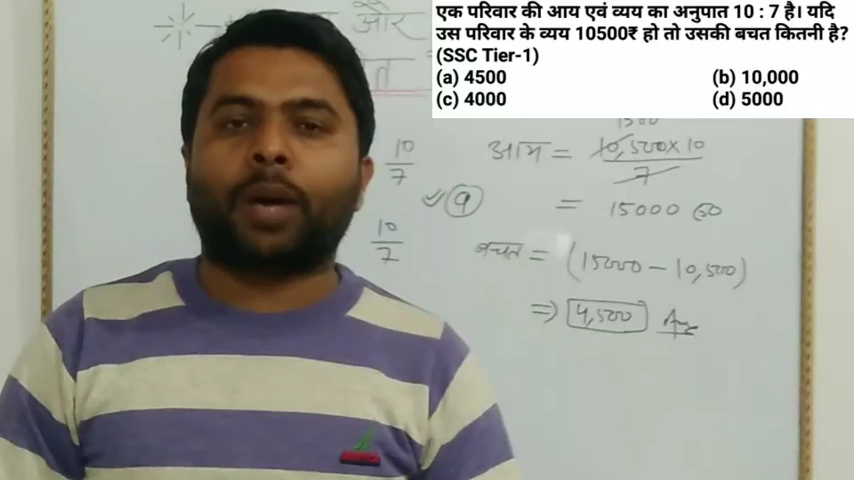 एक परिवार की आय एवं व्यय का अनुपात 10 : 7 है। यदि
उस परिवार के व्यय 10500₹ हो तो उसकी बचत कितनी है?
(SSC Tier-1)
(a) 4500 (b) 10,000
(c) 4000 (d) 5000
और
1500
10/7
आय = 10,500×10/7
a
= 15000
10/7
बचत = (15000 - 10,500)
⇒ 4,500 Ans